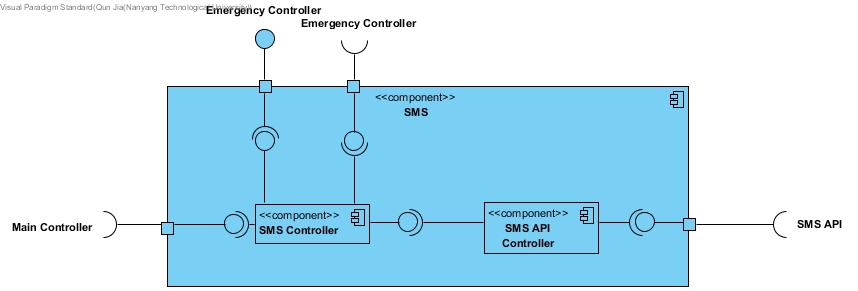 Visual Paradigm Standard(Qun Jia(Nanyang Technological University))
Emergency Controller
Emergency Controller
<<component>>
SMS
Main Controller
<<component>>
SMS Controller
<<component>>
SMS API
Controller
SMS API